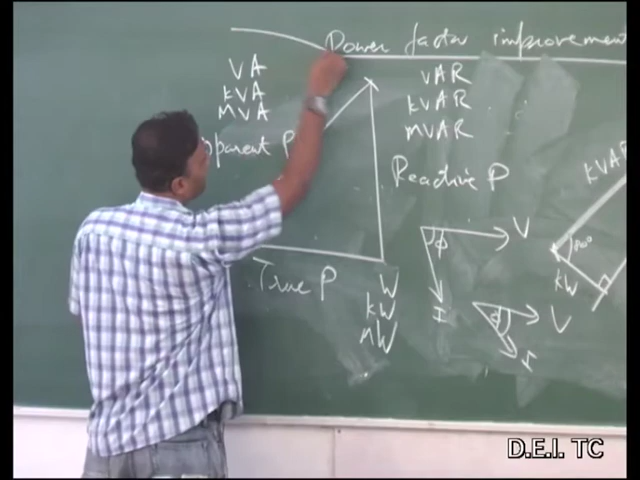 Power factor improvement
VA
KVA
MVA
Apparent P
VAR
KVAR
MVAR
Reactive P
True P
W
KW
MW
ϕ
V
I
V
I
KVAR
KW
D.E.I. TC